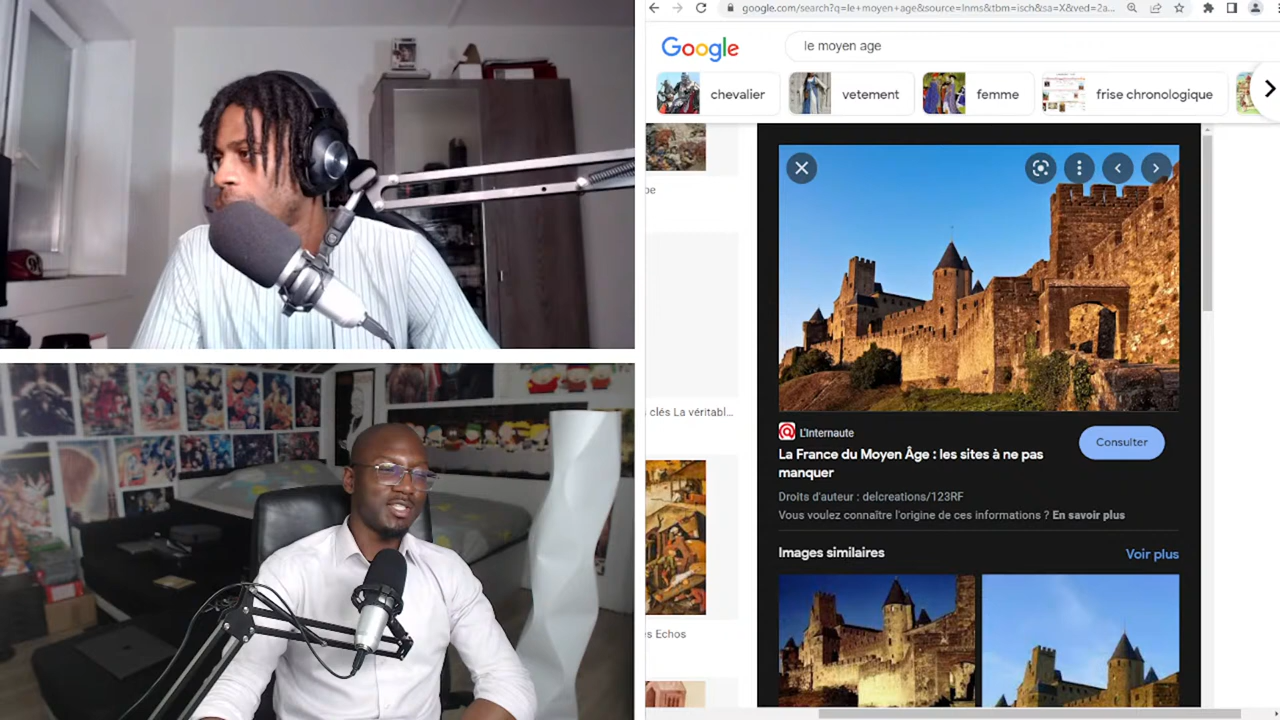 google.com/search?q=le+moyen+age&source=lnms&tbm=isch&sa=X&ved=2a...
Google
le moyen age
chevalier
vetement
femme
frise chronologique
pe
clés La véritabl...
es Echos
L'Internaute
Consulter
La France du Moyen Âge : les sites à ne pas
manquer
Droits d'auteur : delcreations/123RF
Vous voulez connaître l'origine de ces informations ? En savoir plus
Images similaires
Voir plus